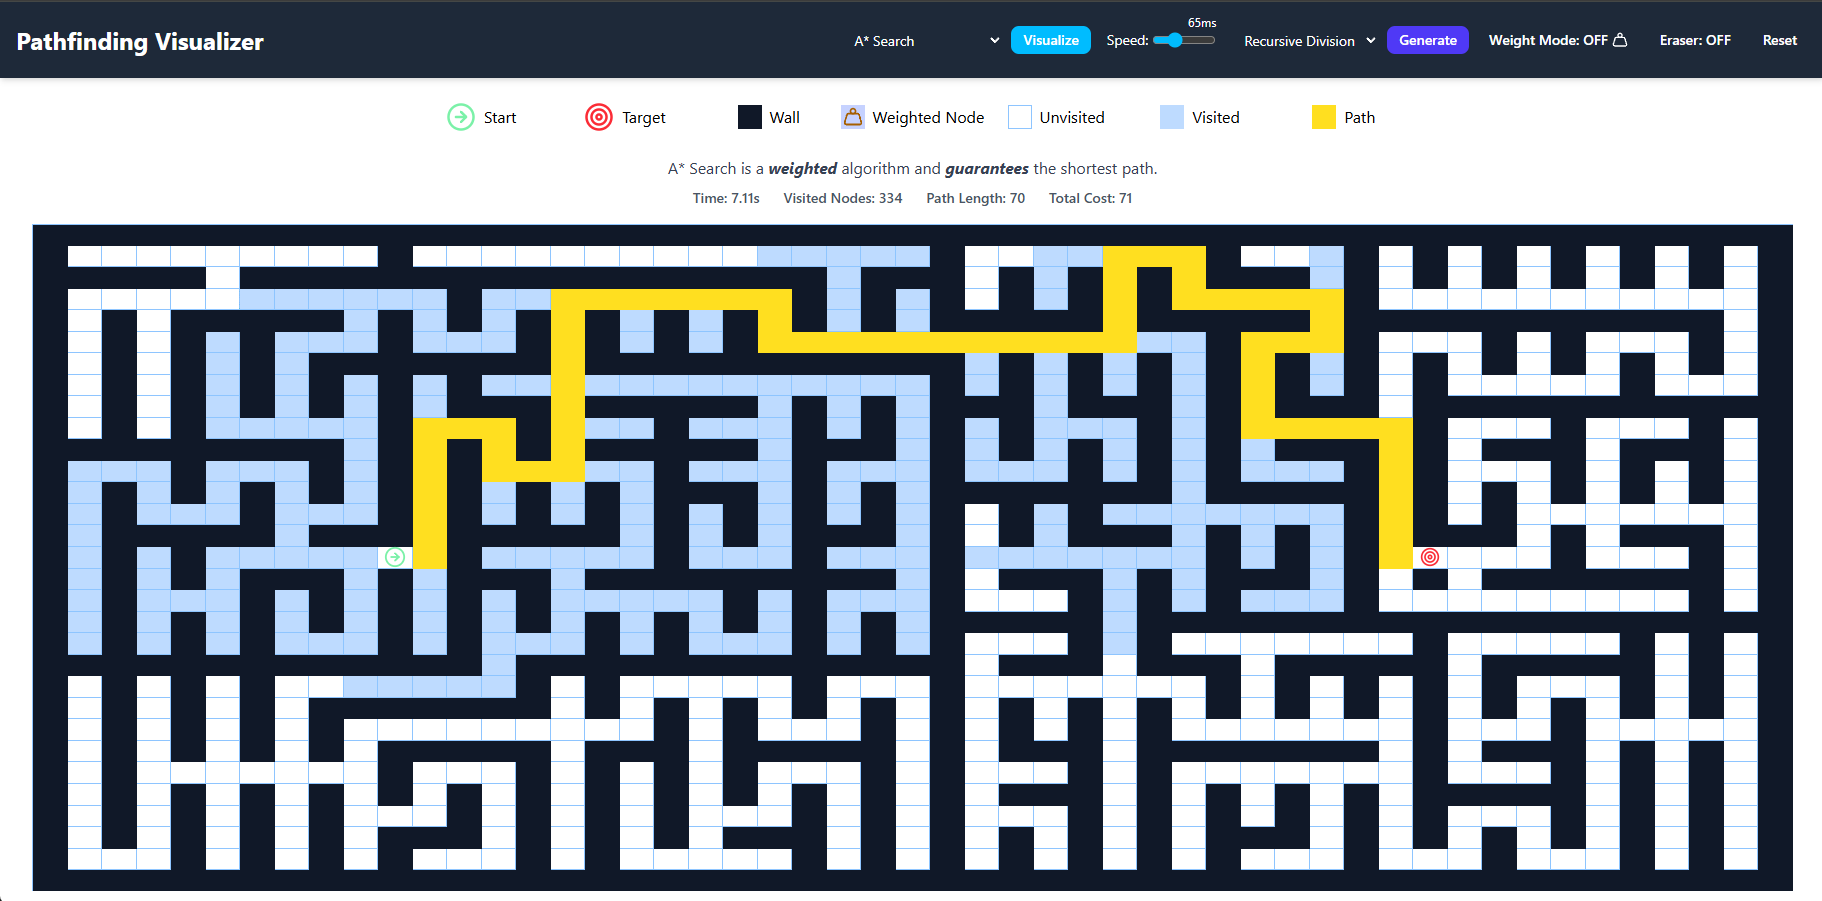 Pathfinding Visualizer
A* Search
Visualize
Speed:
65ms
Recursive Division
Generate
Weight Mode: OFF
Eraser: OFF
Reset
Start
Target
Wall
Weighted Node
Unvisited
Visited
Path
A* Search is a weighted algorithm and guarantees the shortest path.
Time: 7.11s Visited Nodes: 334 Path Length: 70 Total Cost: 71